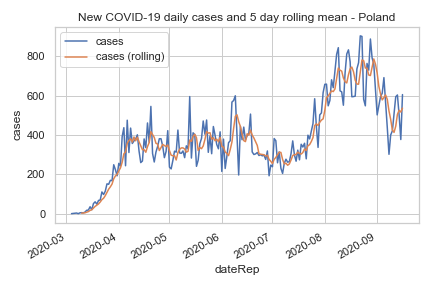 New COVID-19 daily cases and 5 day rolling mean - Poland
cases
cases (rolling)
800
600
400
200
0
cases
2020-03
2020-04
2020-05
2020-06
2020-07
2020-08
2020-09
dateRep